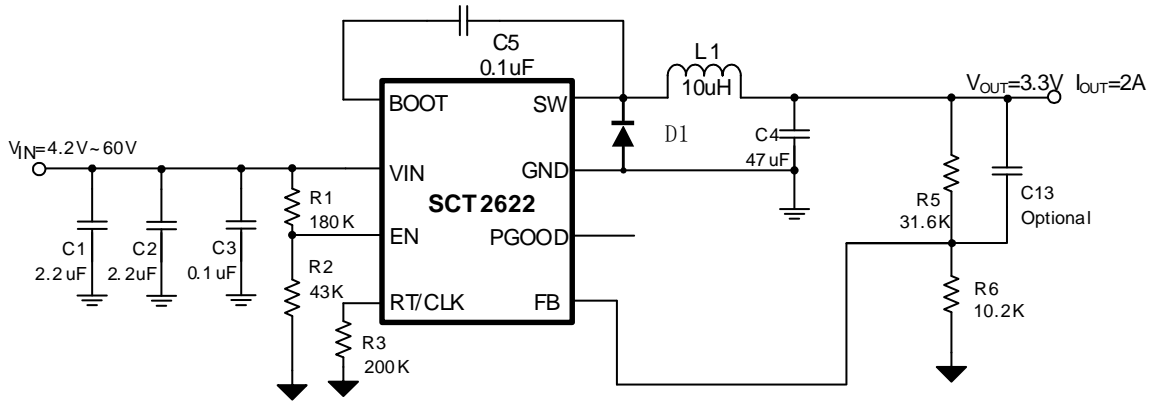 C5
0.1uF
L1
10uH
VOUT=3.3V IOUT=2A
BOOT
SW
D1
C4
47uF
VIN=4.2V~60V
VIN
GND
SCT2622
R1
180K
R5
31.6K
C13
Optional
EN
PGOOD
C1
2.2uF
C2
2.2uF
C3
0.1uF
R2
43K
RT/CLK
FB
R6
10.2K
R3
200K